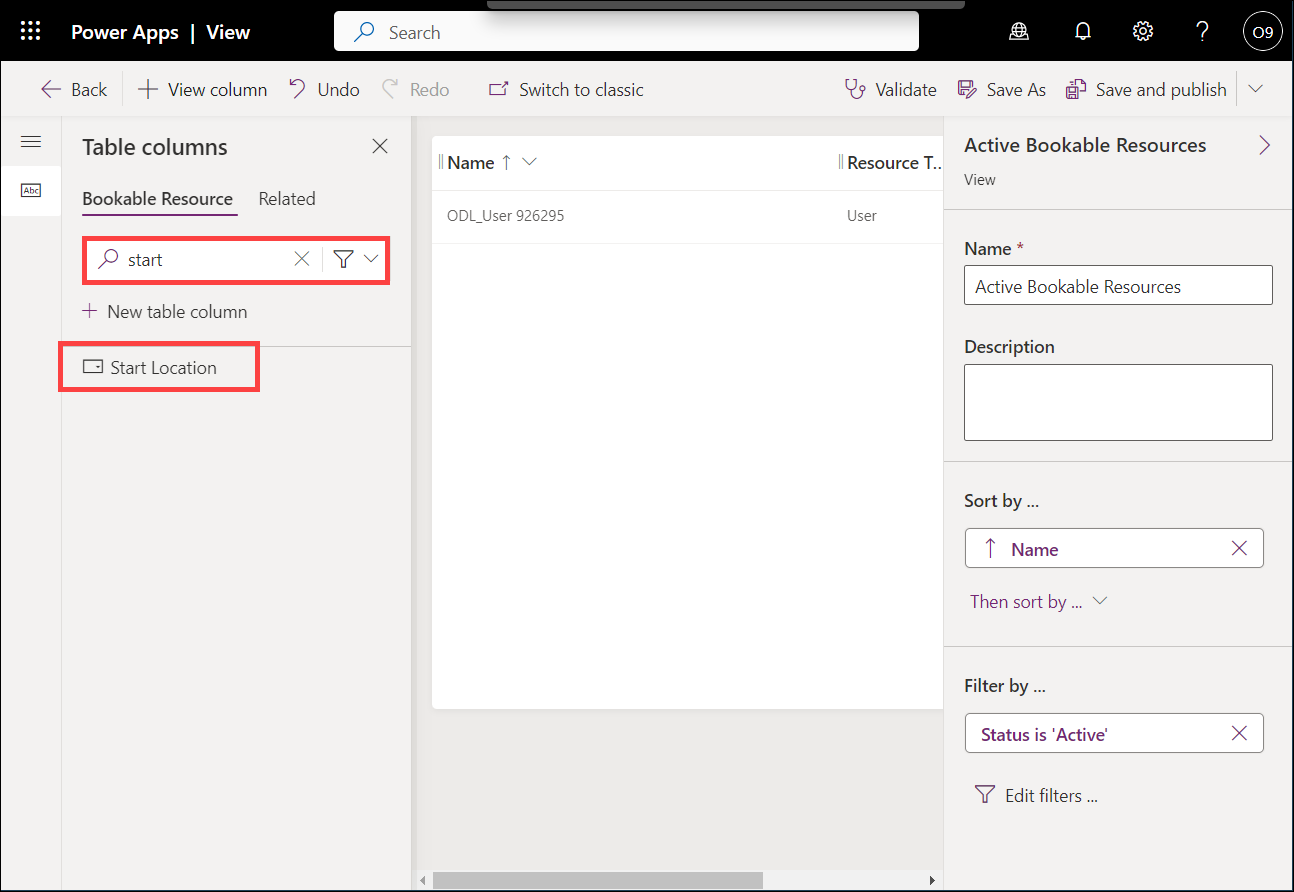 Power Apps | View
Search
?
O9
Back
View column
Undo
Redo
Switch to classic
Validate
Save As
Save and publish
Abc
Table columns
Bookable Resource
Related
start
New table column
Start Location
Name ↑
Resource T...
ODL_User 926295
User
Active Bookable Resources
View
Name *
Active Bookable Resources
Description
Sort by ...
↑ Name
Then sort by ...
Filter by ...
Status is 'Active'
Edit filters ...